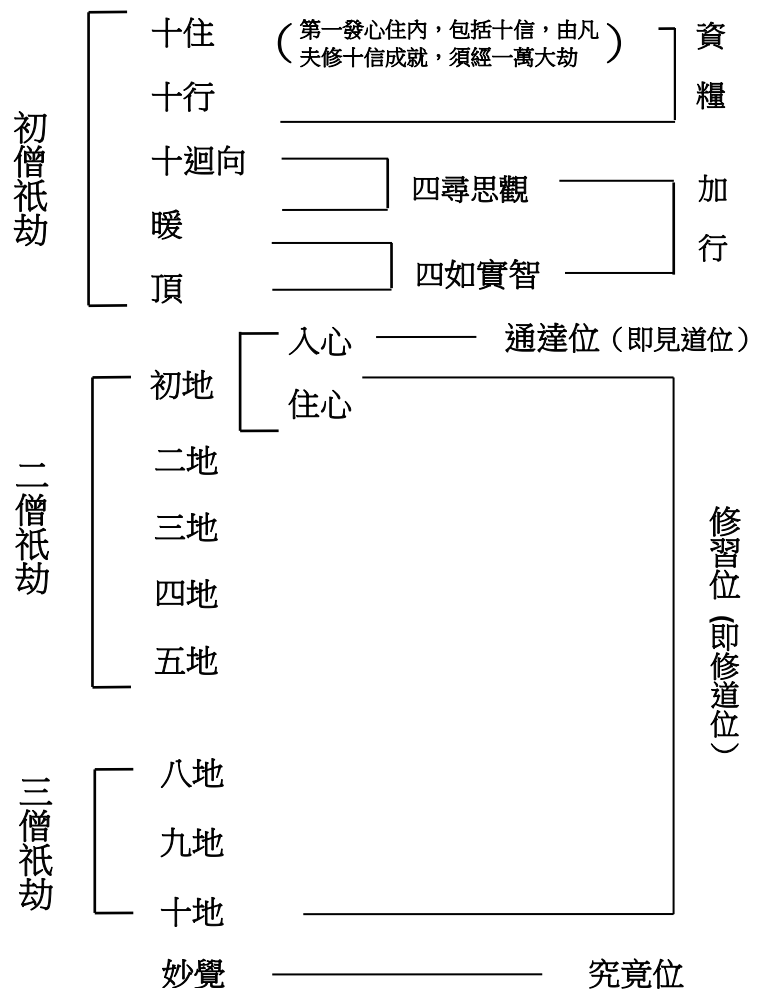 初僧祇劫
十住
（第一發心住內，包括十信，由凡
夫修十信成就，須經一萬大劫）
資糧
十行
十迴向
四尋思觀
加行
暖
四如實智
頂
二僧祇劫
初地
入心
通達位（即見道位）
住心
二地
三地
四地
五地
修習位（即修道位）
三僧祇劫
八地
九地
十地
妙覺
究竟位